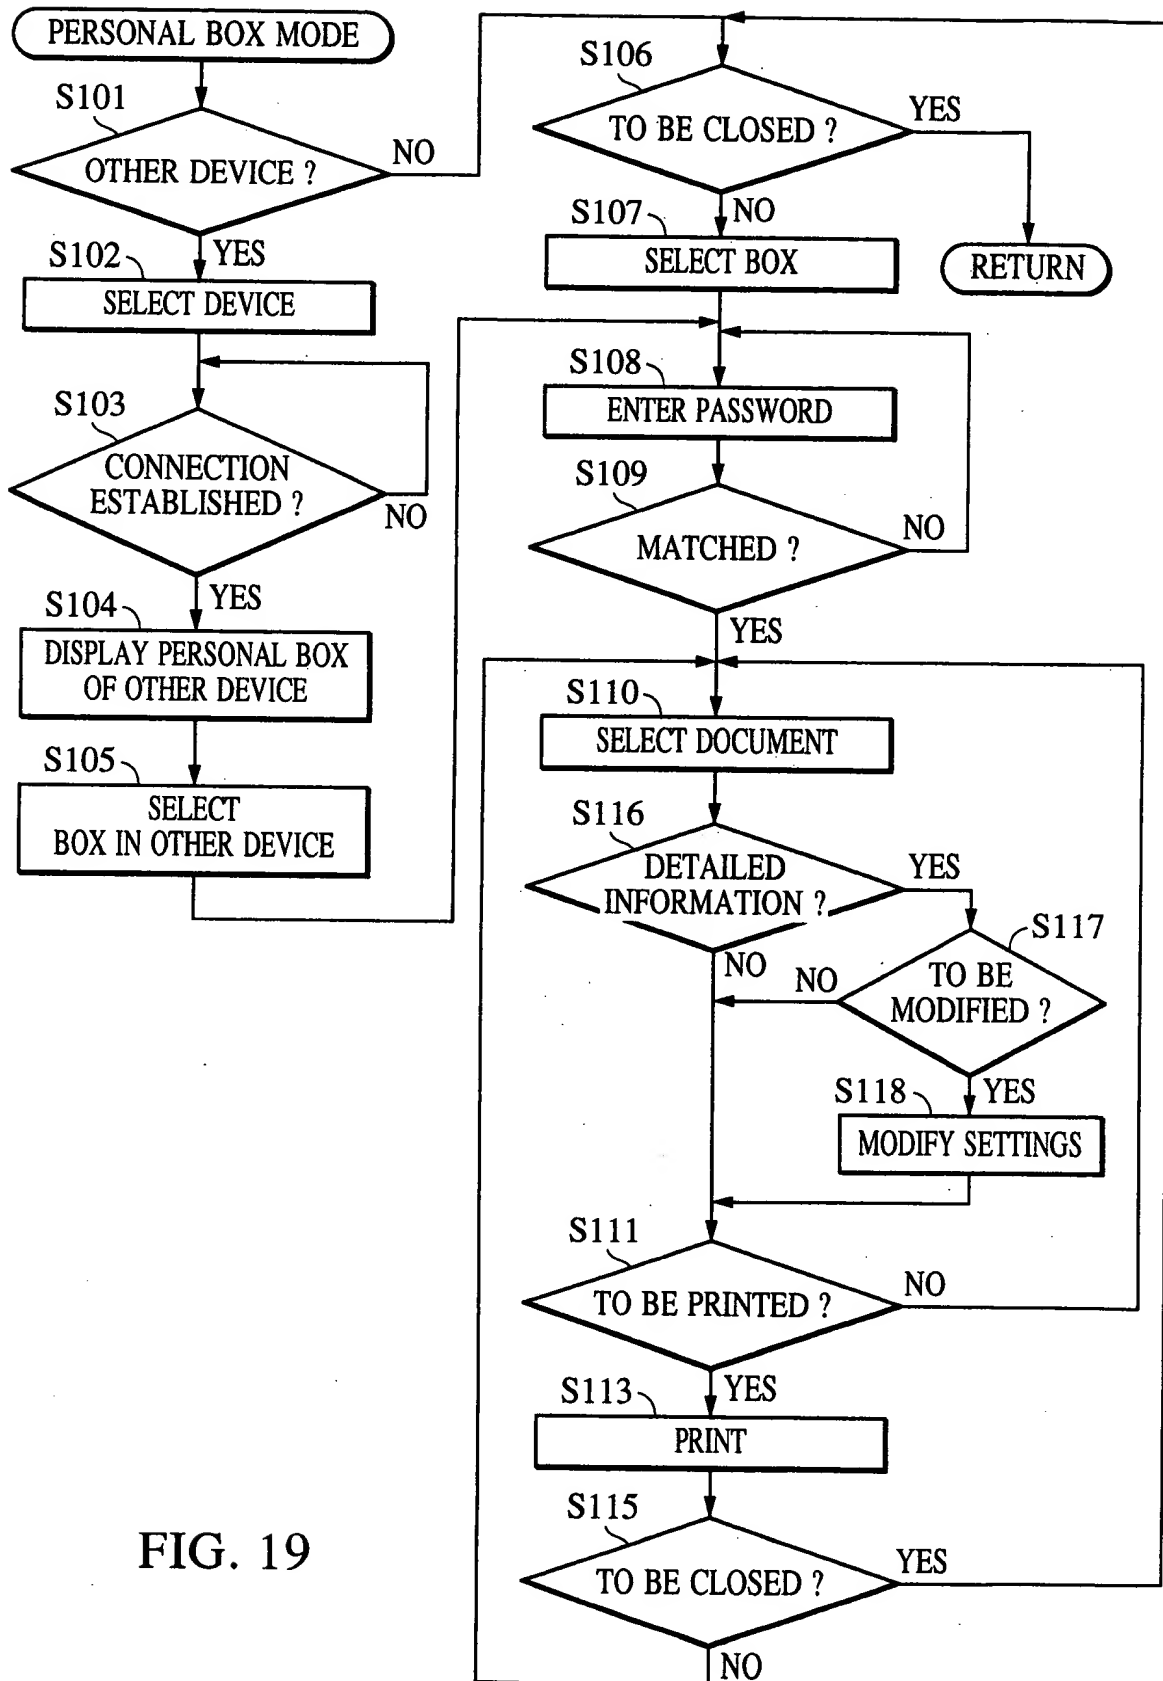 PERSONAL BOX MODE
S101
OTHER DEVICE ?
NO
YES
S102
SELECT DEVICE
S103
CONNECTION
ESTABLISHED ?
NO
YES
S104
DISPLAY PERSONAL BOX
OF OTHER DEVICE
S105
SELECT
BOX IN OTHER DEVICE
S106
TO BE CLOSED ?
YES
NO
RETURN
S107
SELECT BOX
S108
ENTER PASSWORD
S109
MATCHED ?
NO
YES
S110
SELECT DOCUMENT
S116
DETAILED
INFORMATION ?
YES
NO
S117
TO BE
MODIFIED ?
NO
YES
S118
MODIFY SETTINGS
S111
TO BE PRINTED ?
NO
YES
S113
PRINT
S115
TO BE CLOSED ?
YES
NO
FIG. 19